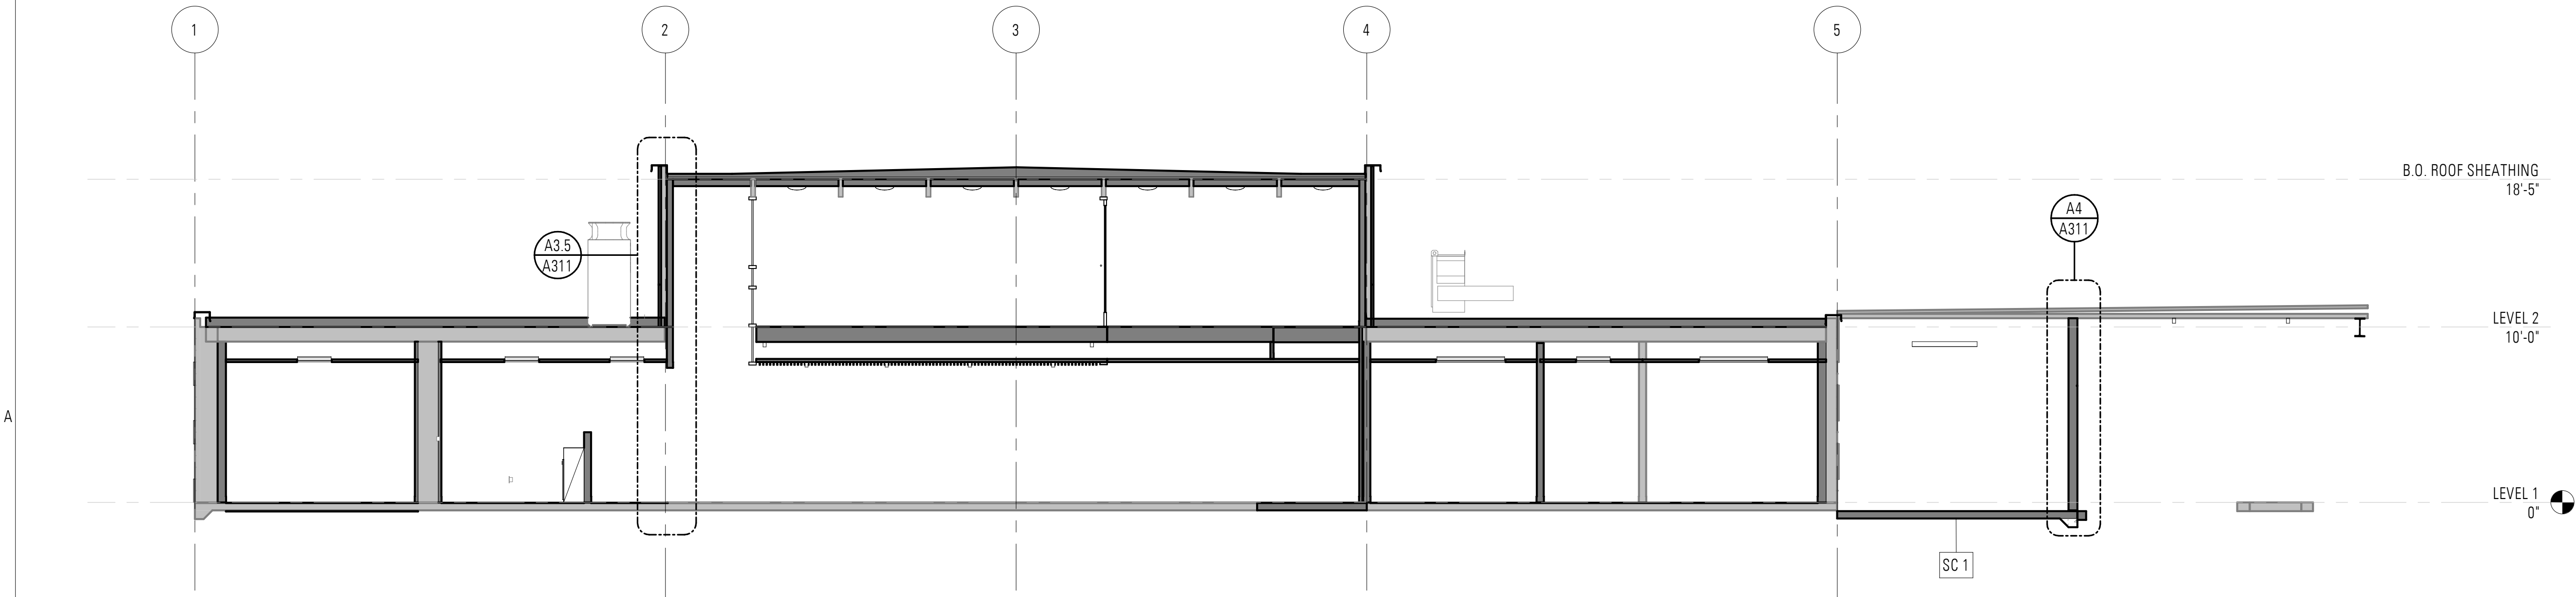 1
2
3
4
5
B.O. ROOF SHEATHING
18'-5"
A4
A311
A3.5
A311
LEVEL 2
10'-0"
A
LEVEL 1
0"
SC 1